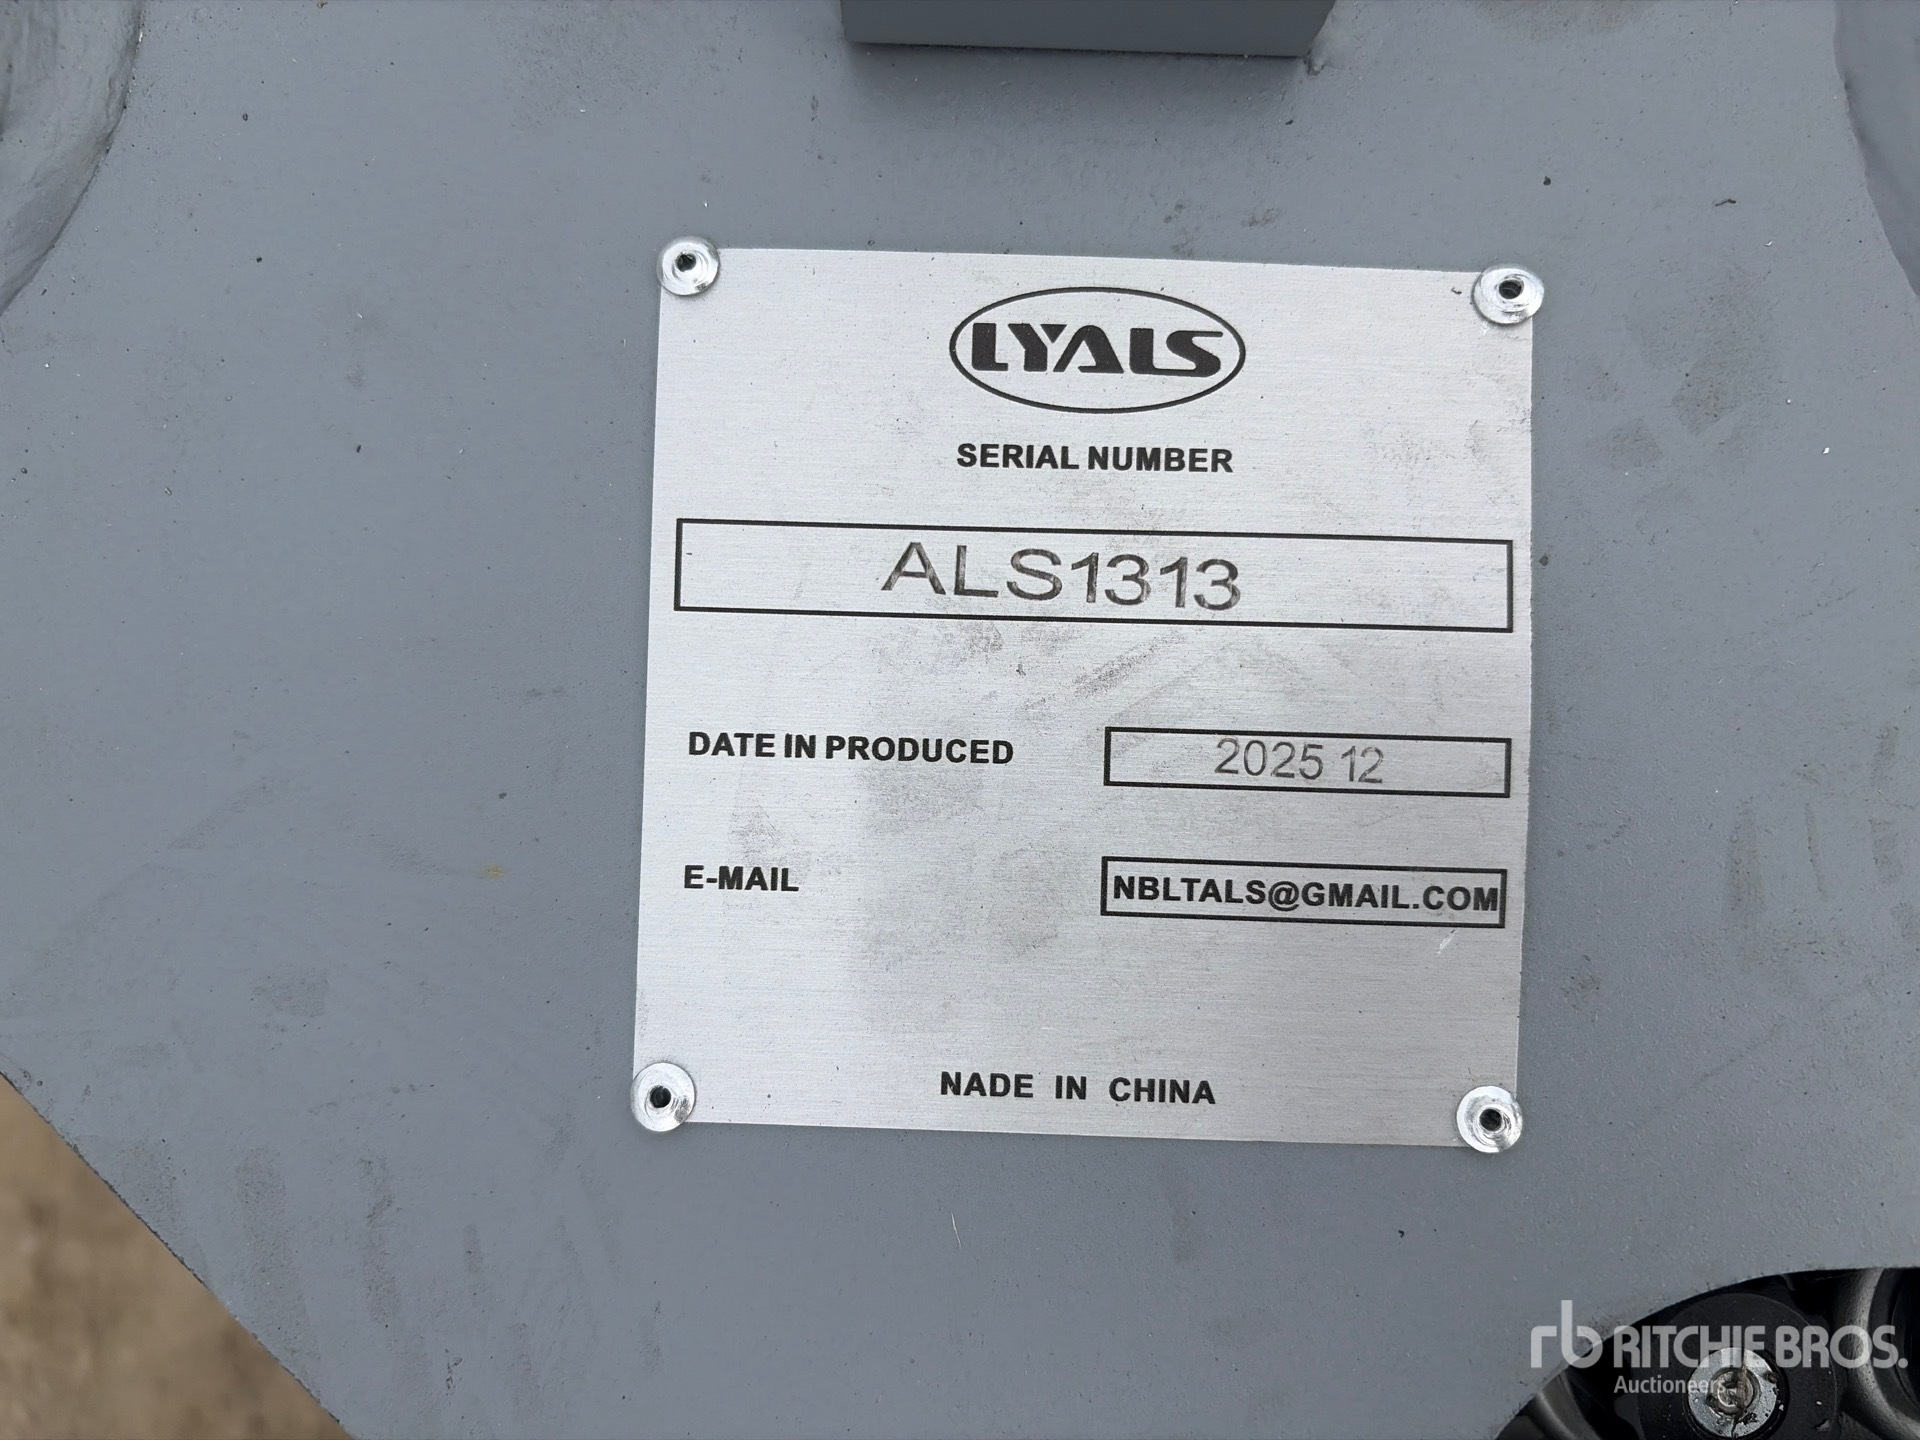 LYALS
SERIAL NUMBER
ALS1313
DATE IN PRODUCED 2025 12
E-MAIL NBLTALS@GMAIL.COM
NADE IN CHINA
rb RITCHIE BROS.
Auctioneers